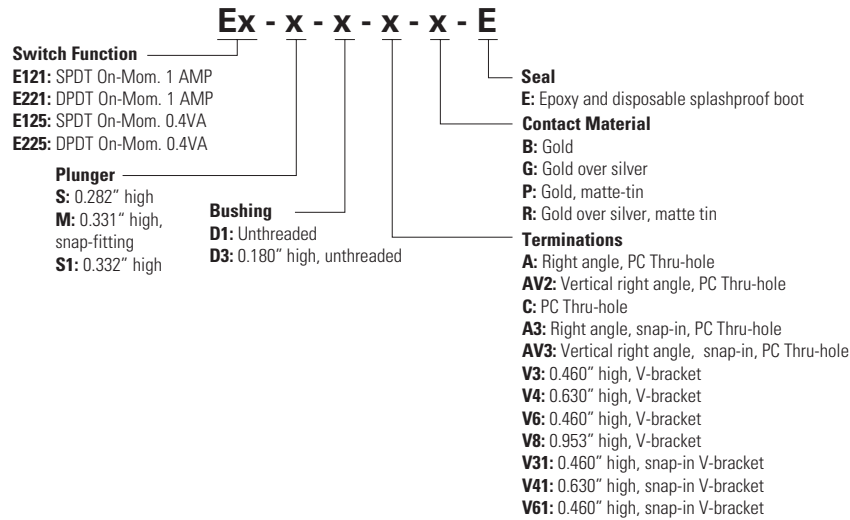 Ex - x - x - x - x - E
Switch Function
E121: SPDT On-Mom. 1 AMP
E221: DPDT On-Mom. 1 AMP
E125: SPDT On-Mom. 0.4VA
E225: DPDT On-Mom. 0.4VA
Plunger
S: 0.282" high
M: 0.331" high,
snap-fitting
S1: 0.332" high
Bushing
D1: Unthreaded
D3: 0.180" high, unthreaded
Seal
E: Epoxy and disposable splashproof boot
Contact Material
B: Gold
G: Gold over silver
P: Gold, matte-tin
R: Gold over silver, matte tin
Terminations
A: Right angle, PC Thru-hole
AV2: Vertical right angle, PC Thru-hole
C: PC Thru-hole
A3: Right angle, snap-in, PC Thru-hole
AV3: Vertical right angle, snap-in, PC Thru-hole
V3: 0.460" high, V-bracket
V4: 0.630" high, V-bracket
V6: 0.460" high, V-bracket
V8: 0.953" high, V-bracket
V31: 0.460" high, snap-in V-bracket
V41: 0.630" high, snap-in V-bracket
V61: 0.460" high, snap-in V-bracket